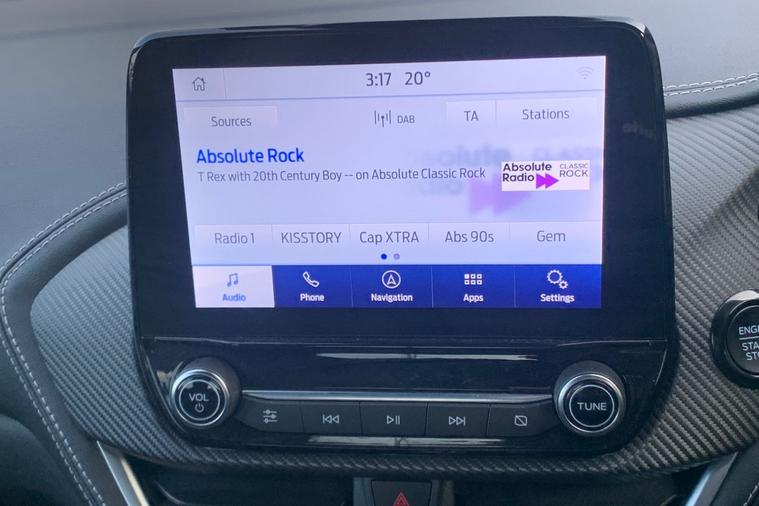 3:17 20°
Sources DAB TA Stations
Absolute Rock
T Rex with 20th Century Boy -- on Absolute Classic Rock
Absolute Radio
CLASSIC ROCK
Radio 1 KISSTORY Cap XTRA Abs 90s Gem
Audio Phone Navigation Apps Settings
VOL
TUNE